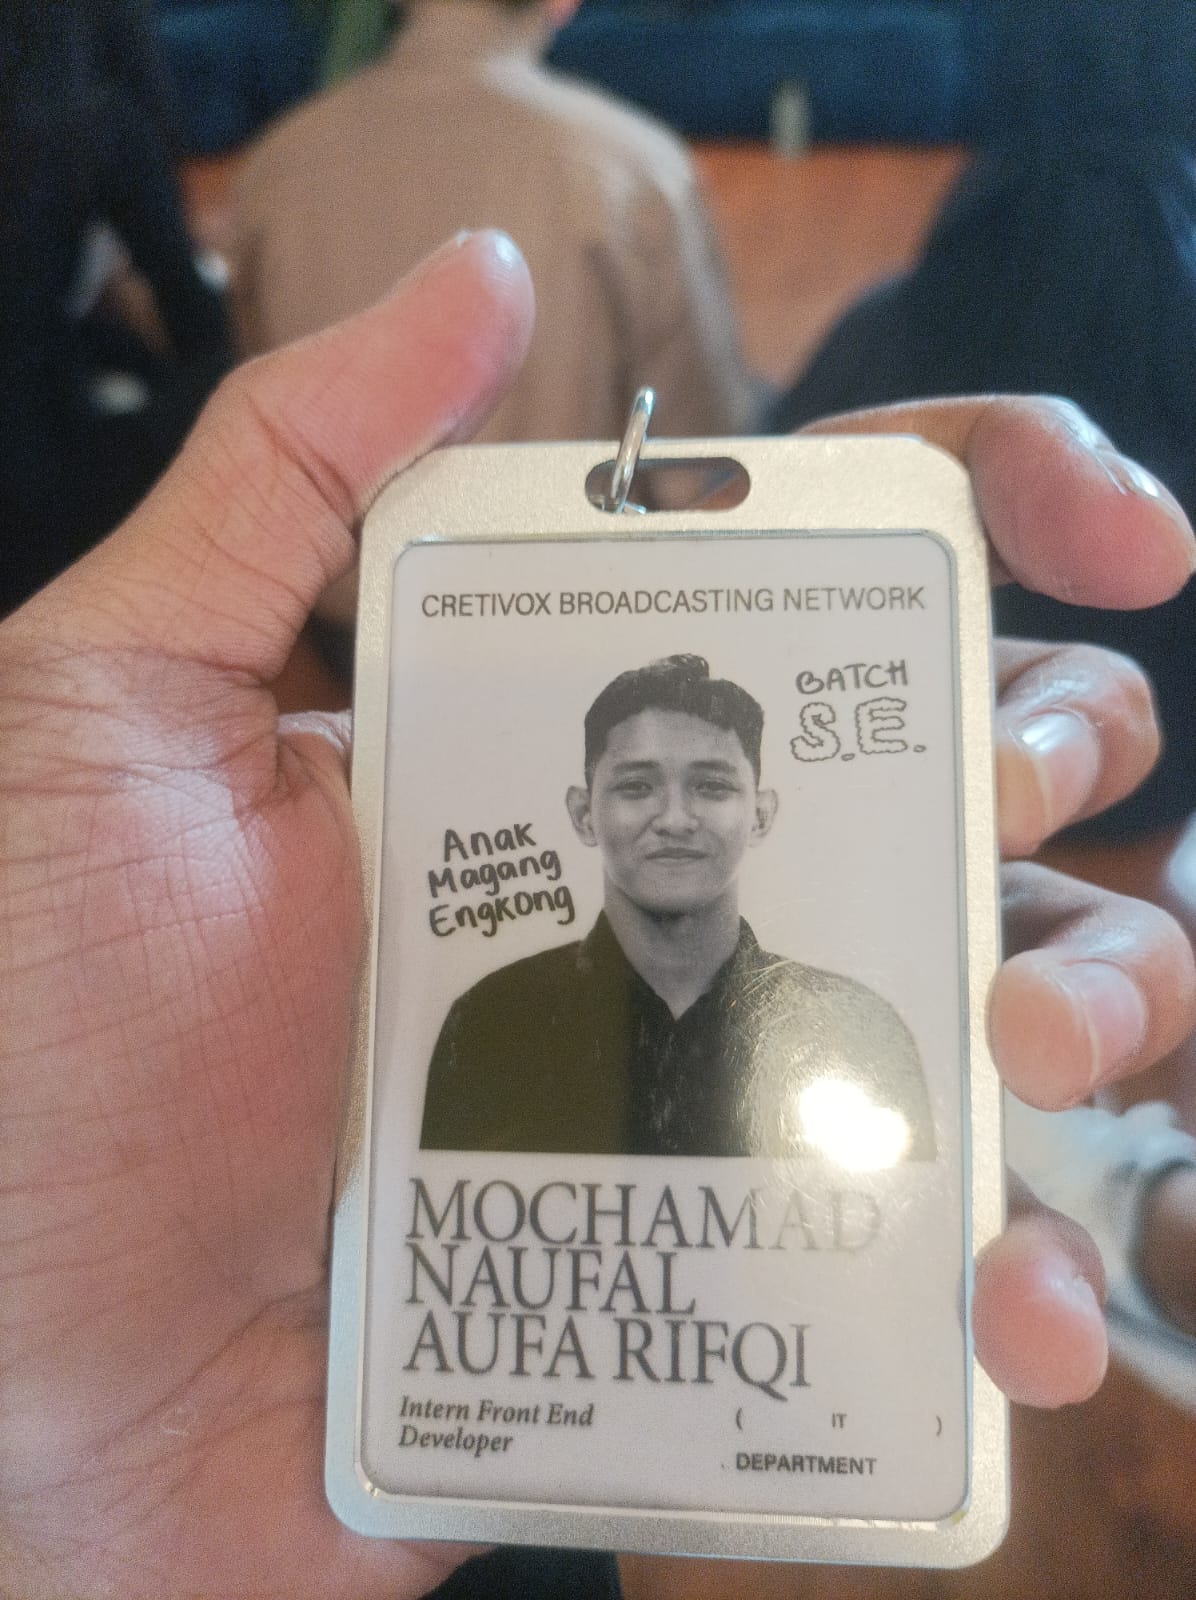 CRETIVOX BROADCASTING NETWORK
BATCH
S.E.
Anak
Magang
Engkong
MOCHAMAD
NAUFAL
AUFA RIFQI
Intern Front End
Developer
( IT )
DEPARTMENT